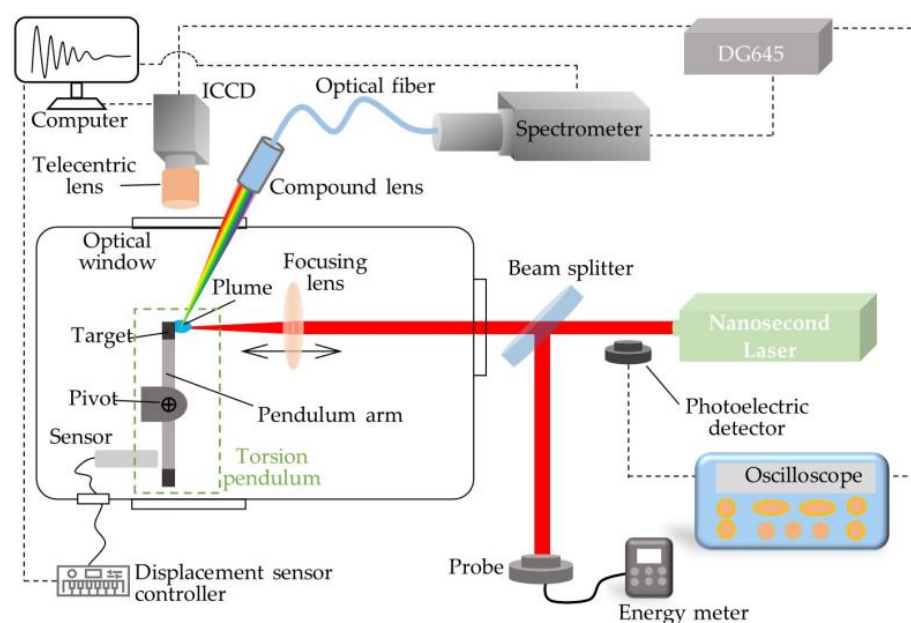 DG645
ICCD
Optical fiber
Computer
Spectrometer
Telecentric
lens
Compound lens
Optical
window
Focusing
lens
Beam splitter
Plume
Nanosecond
Laser
Target
Pivot
Pendulum arm
Photoelectric
detector
Sensor
Torsion
pendulum
Oscilloscope
Probe
Displacement sensor
controller
Energy meter